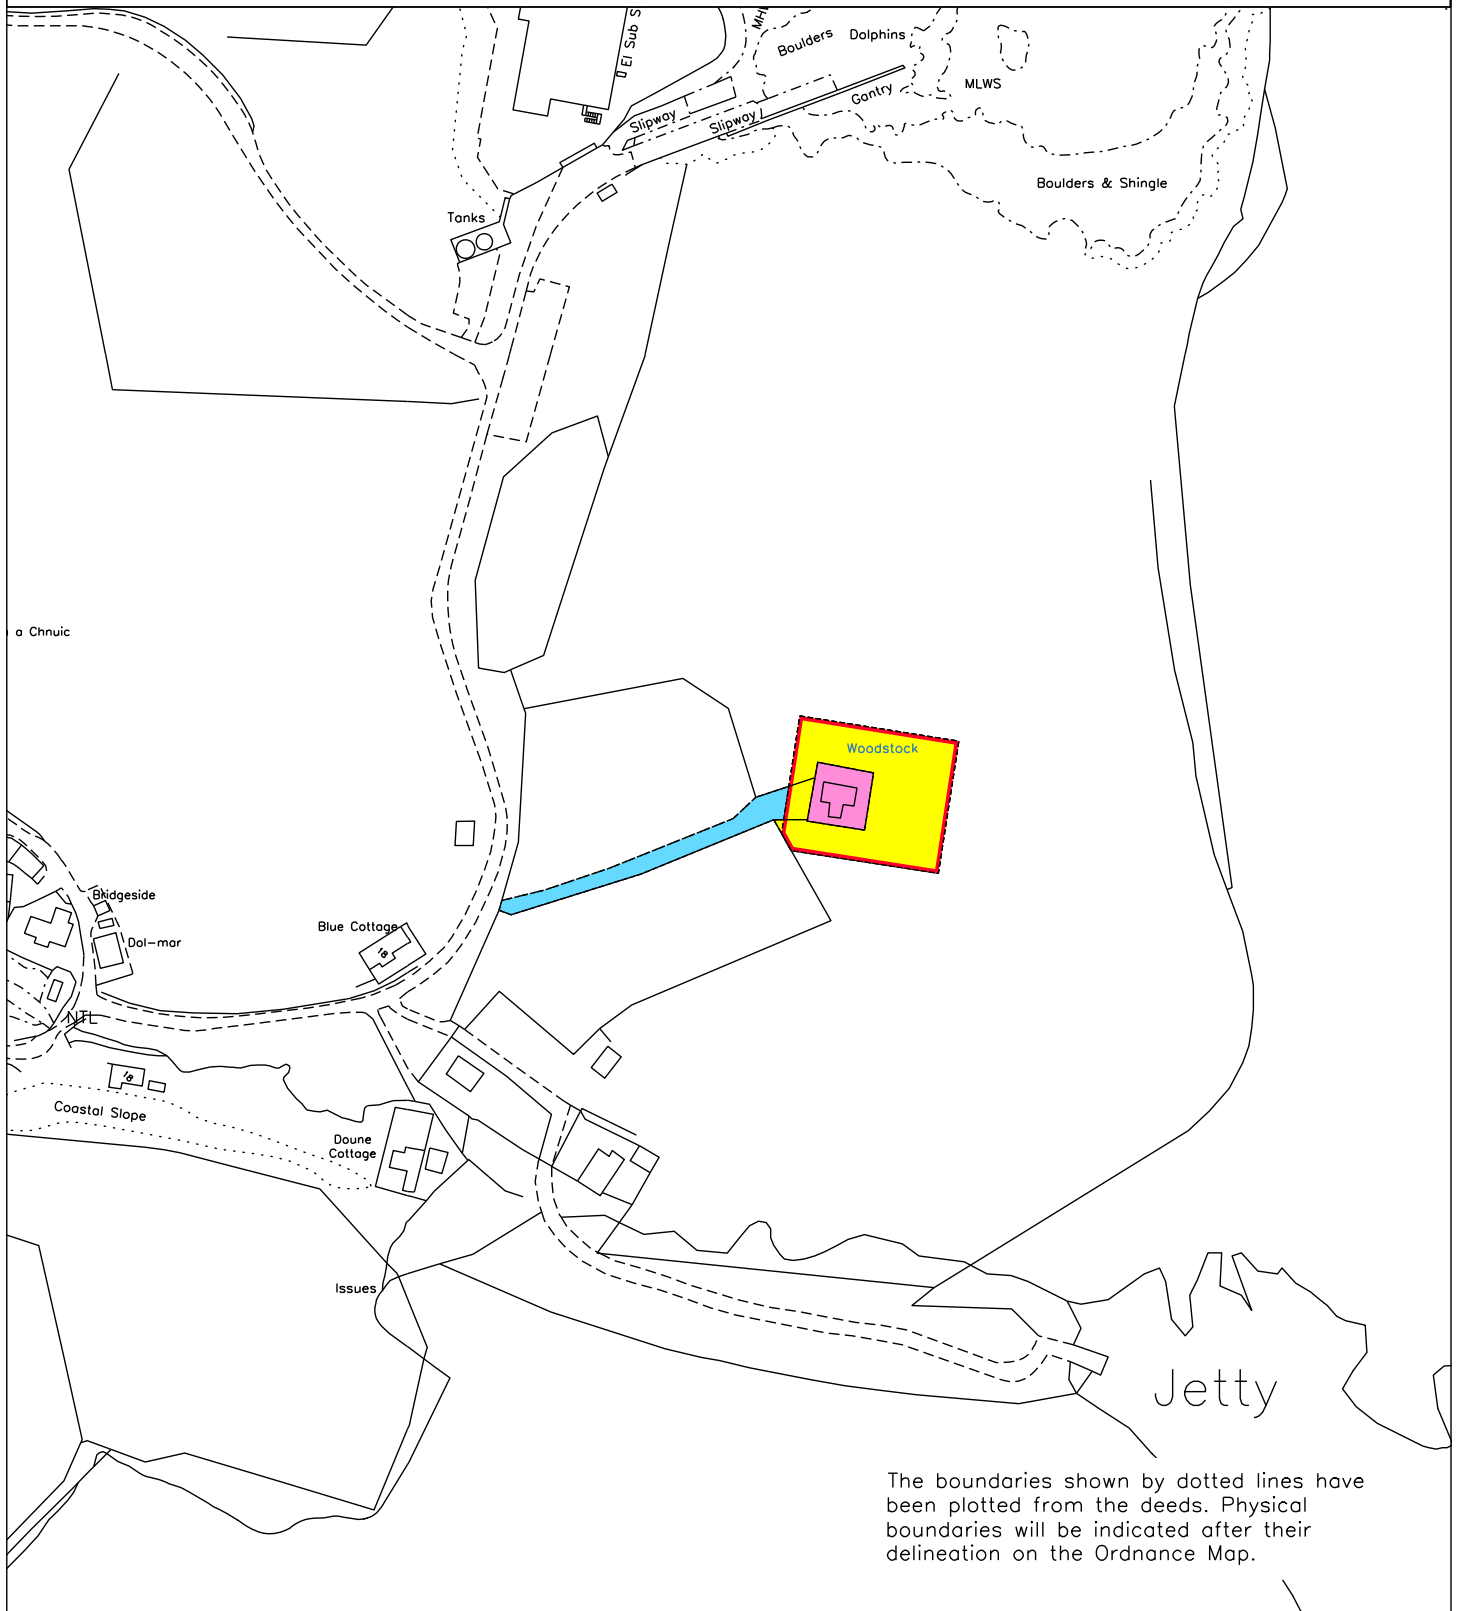 El Sub S
Boulders
Dolphins
MLWS
Gantry
Slipway
Slipway
Boulders & Shingle
Tanks
a Chnuic
Woodstock
Bridgeside
Blue Cottage
18
Dol-mar
NTL
18
Coastal Slope
Doune
Cottage
Issues
Jetty
The boundaries shown by dotted lines have
been plotted from the deeds. Physical
boundaries will be indicated after their
delineation on the Ordnance Map.